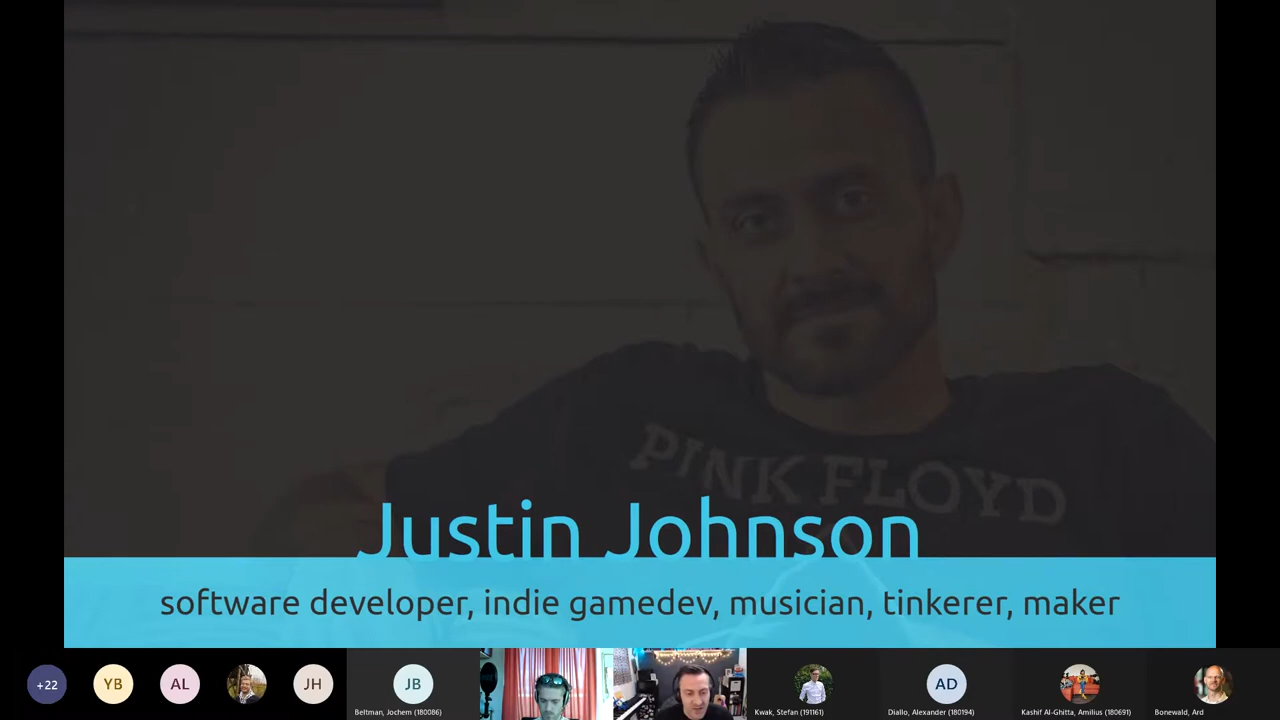 PINK FLOYD
Justin Johnson
software developer, indie gamedev, musician, tinkerer, maker
+22
YB
AL
JH
JB
AD
Beltman, Jochem (180086)
Kwak, Stefan (191161)
Diallo, Alexander (180194)
Kashif Al-Ghitta, Amilius (180691)
Bonewald, Ard